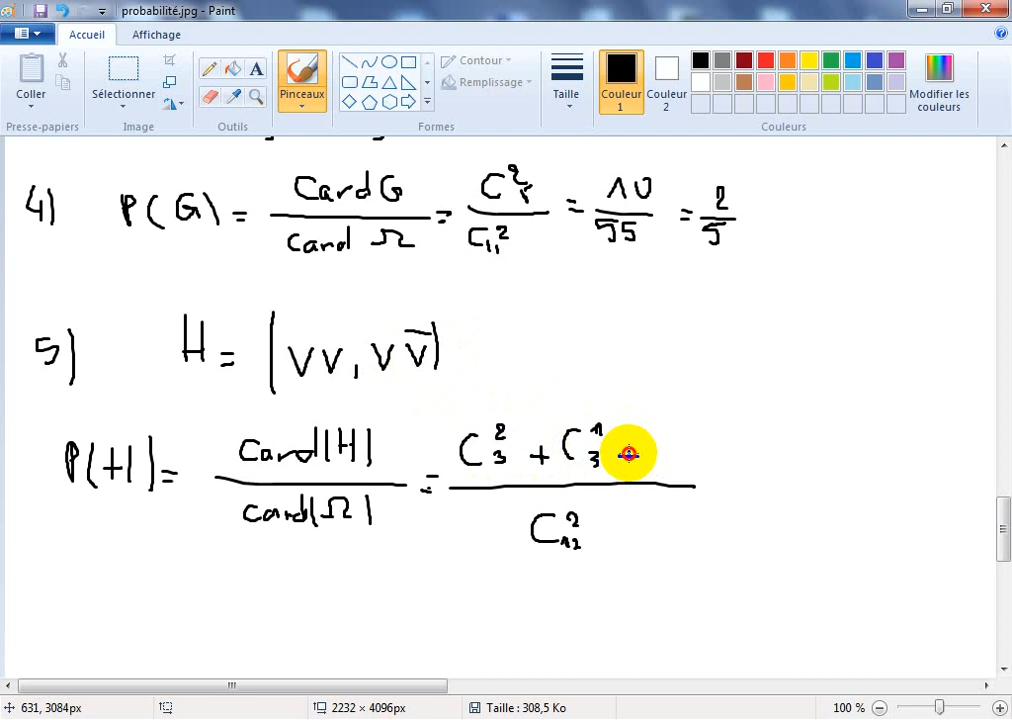 probabilité.jpg - Paint
Accueil Affichage
Coller Sélectionner Pinceaux Contour Remplissage Taille Couleur 1 Couleur 2 Modifier les couleurs
Presse-papiers Image Outils Formes Couleurs
4) P(G) = Card G / Card Ω = C²₅ / C₁₁² = 10 / 55 = 2 / 5
5) H = (VV, VV̅)
P(H) = Card(H) / Card(Ω) = C²₃ + C¹₃ / C²₁₂
631, 3084px 2232 × 4096px Taille : 308,5 Ko 100 %